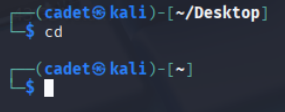 ┌──(cadet㉿kali)-[~/Desktop]
└─$ cd
┌──(cadet㉿kali)-[~]
└─$